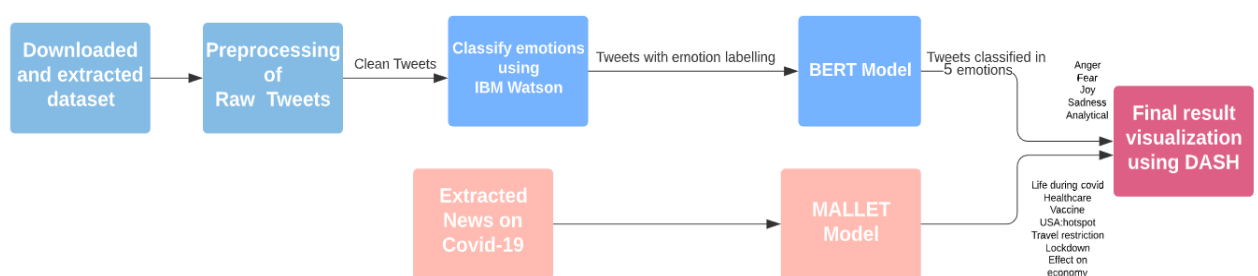 Downloaded
and extracted
dataset
Preprocessing
of
Raw Tweets
Clean Tweets
Classify emotions
using
IBM Watson
Tweets with emotion labelling
BERT Model
Tweets classified in
5 emotions
Anger
Fear
Joy
Sadness
Analytical
Final result
visualization
using DASH
Extracted
News on
Covid-19
MALLET
Model
Life during covid
Healthcare
Vaccine
USA:hotspot
Travel restriction
Lockdown
Effect on
economy